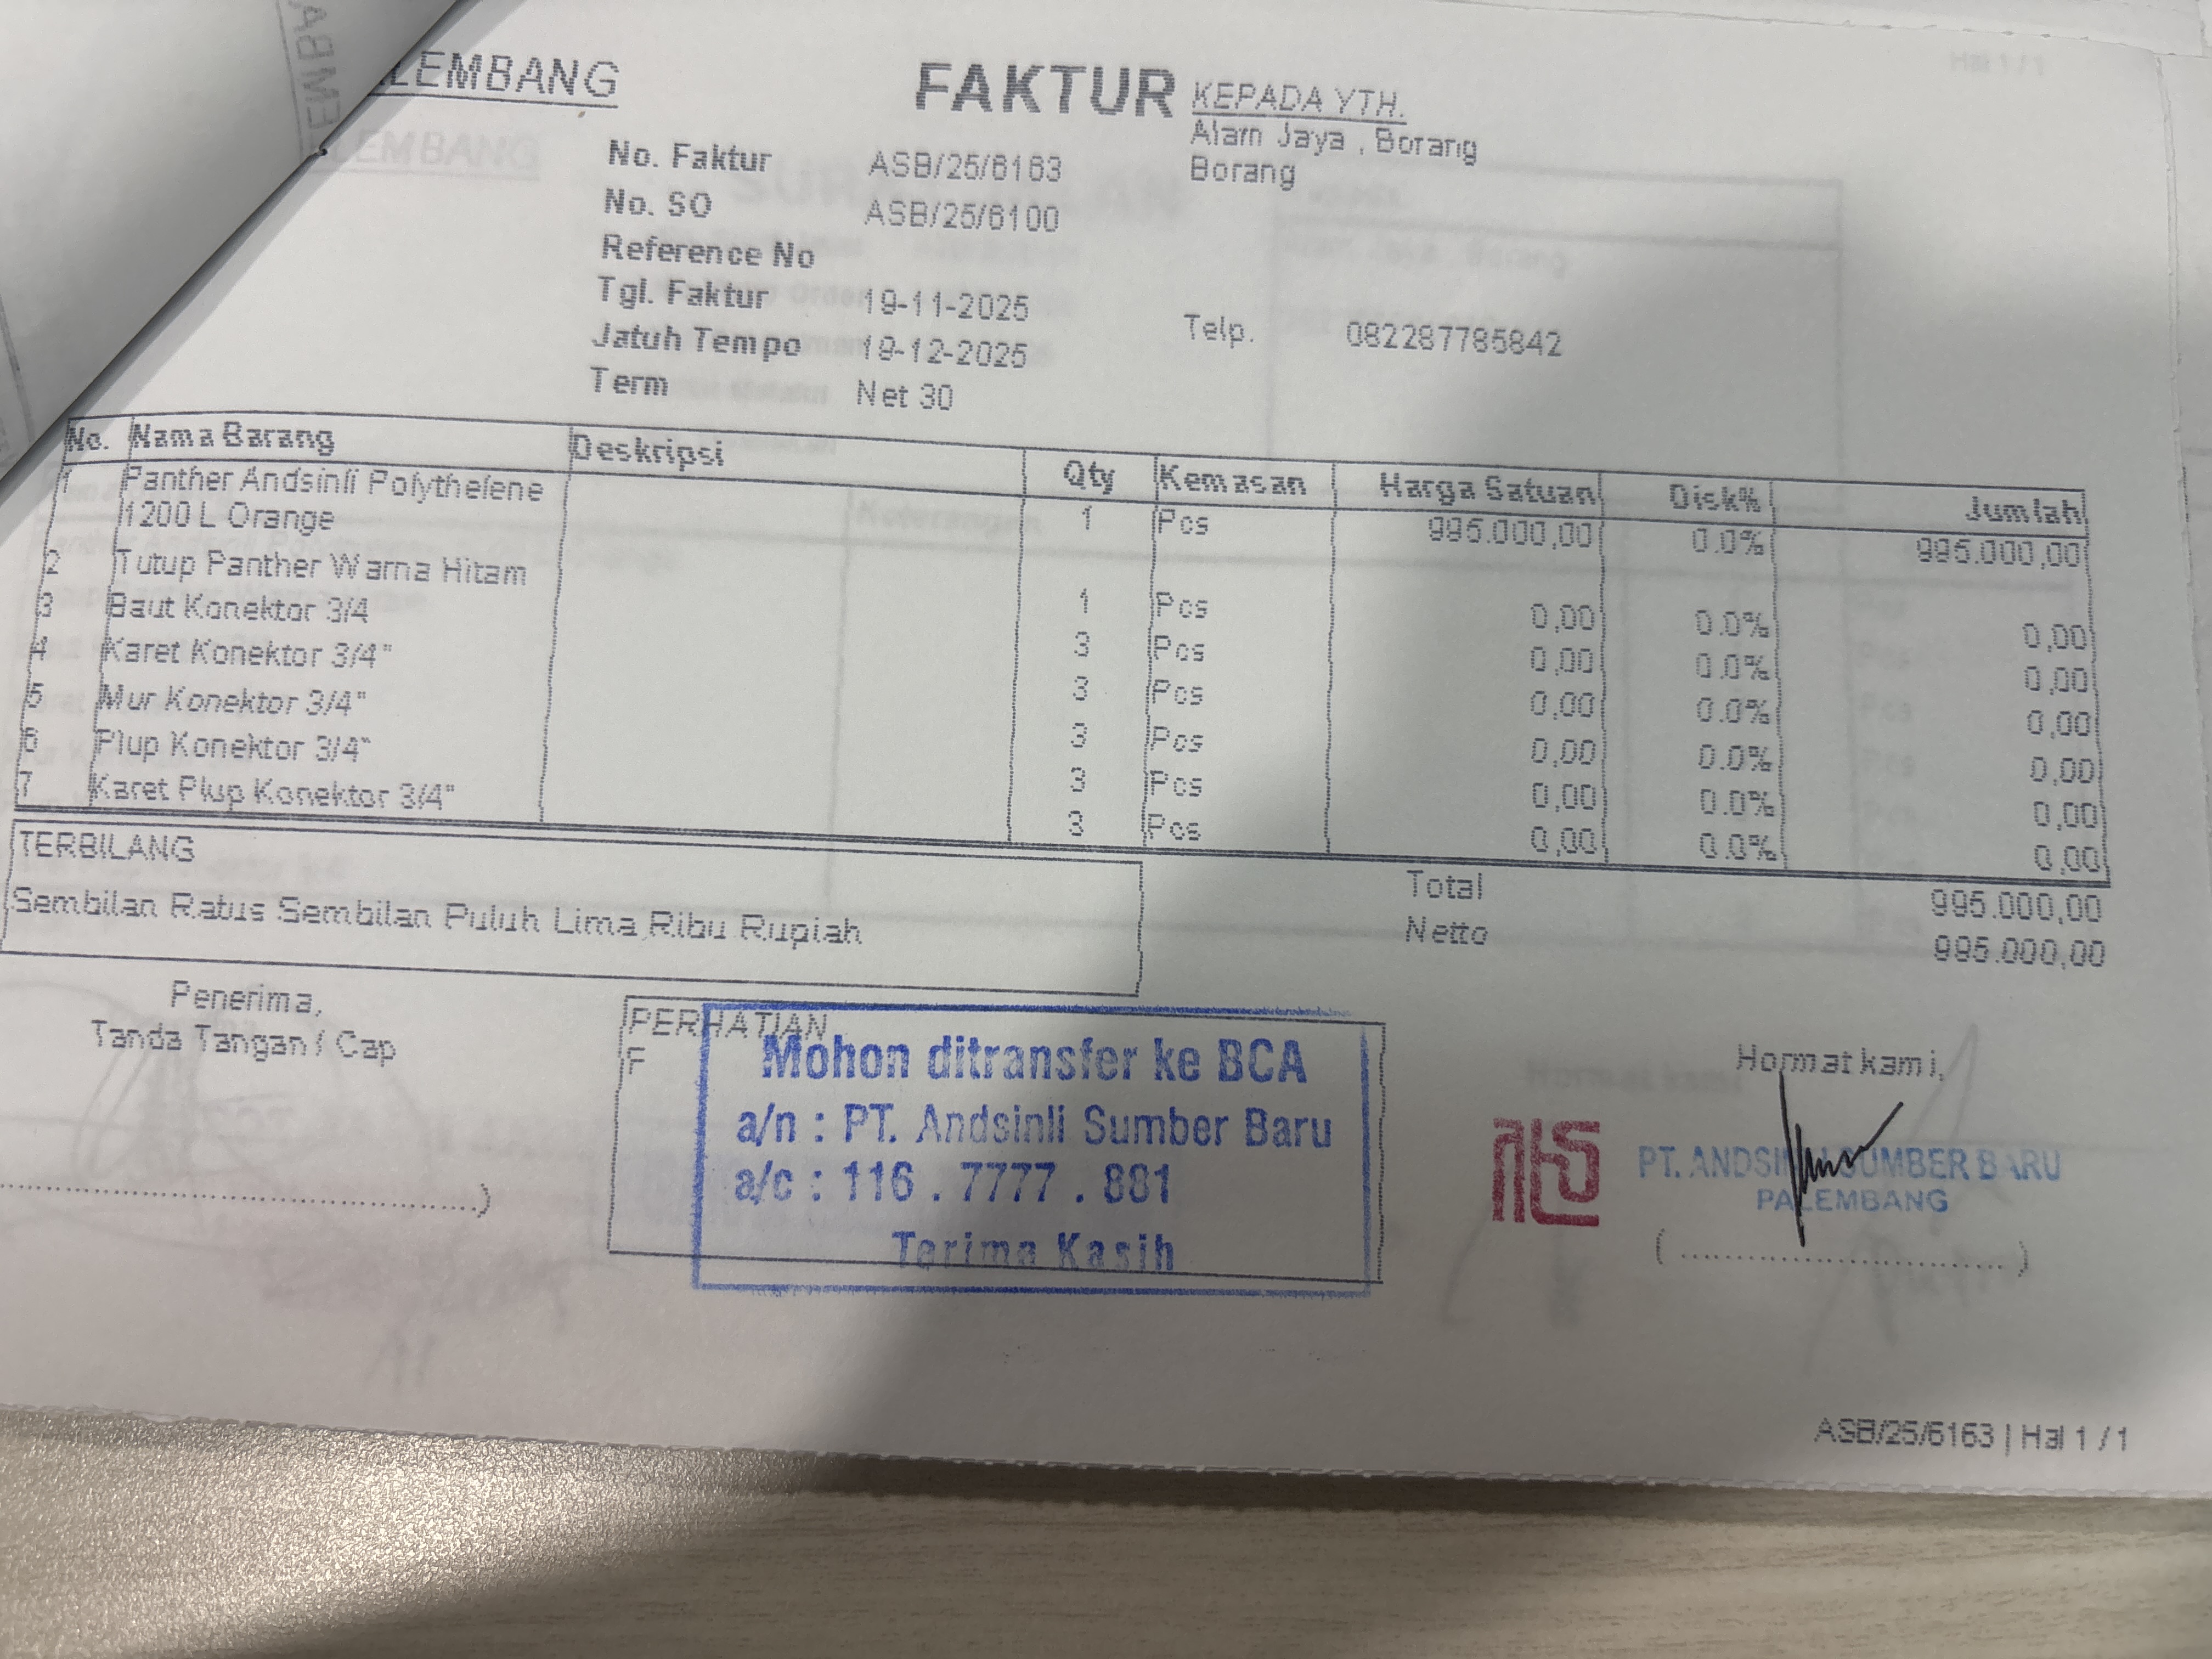 LEMBANG
FAKTUR
KEPADA YTH.
Alam Jaya , Borang
Borang
No. Faktur ASB/25/6163
No. SO ASB/25/6100
Reference No
Tgl. Faktur 19-11-2025
Jatuh Tempo 19-12-2025
Term Net 30
Telp. 082287785842
No. Nama Barang Deskripsi Qty Kemasan Harga Satuan Disk% Jumlah
1 Panther Andsinli Polythelene 1 Pcs 995.000,00 0.0% 995.000,00
1200 L Orange
2 Tutup Panther Warna Hitam 1 Pcs 0,00 0.0% 0,00
3 Baut Konektor 3/4 3 Pcs 0,00 0.0% 0,00
4 Karet Konektor 3/4" 3 Pcs 0,00 0.0% 0,00
5 Mur Konektor 3/4" 3 Pcs 0,00 0.0% 0,00
6 Plup Konektor 3/4" 3 Pcs 0,00 0.0% 0,00
7 Karet Plup Konektor 3/4" 3 Pcs 0,00 0.0% 0,00
TERBILANG
Sembilan Ratus Sembilan Puluh Lima Ribu Rupiah
Total 995.000,00
Netto 995.000,00
Penerima,
Tanda Tangan / Cap
PERHATIAN
F
Mohon ditransfer ke BCA
a/n : PT. Andsinli Sumber Baru
a/c : 116 . 7777 . 881
Terima Kasih
Hormat kami,
PT. ANDSINLI SUMBER BARU
PALEMBANG
ASB/25/6163 | Hal 1 / 1